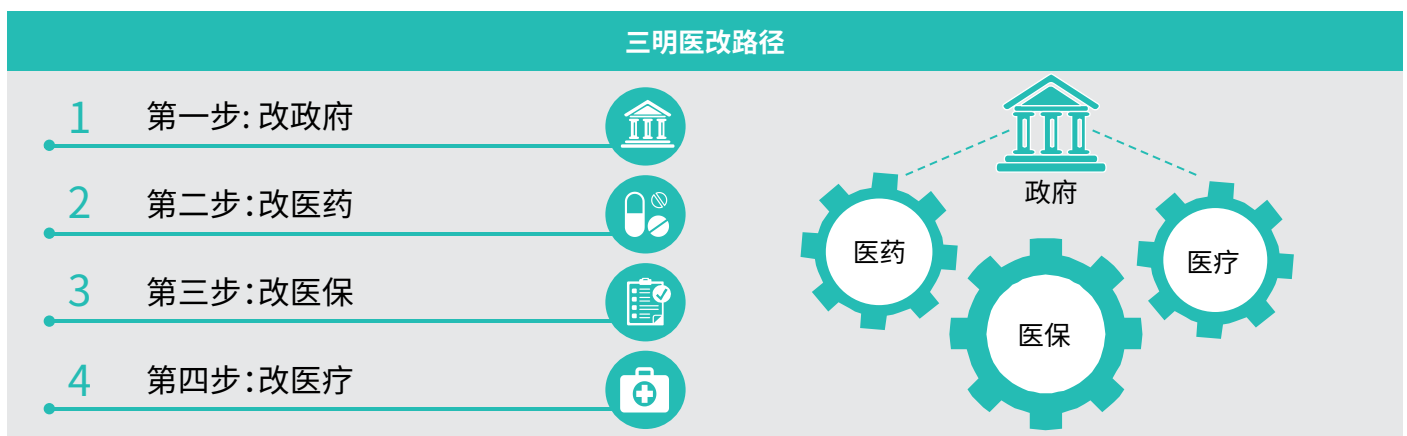 三明医改路径
1 第一步: 改政府
2 第二步：改医药
3 第三步：改医保
4 第四步：改医疗
政府
医药
医疗
医保